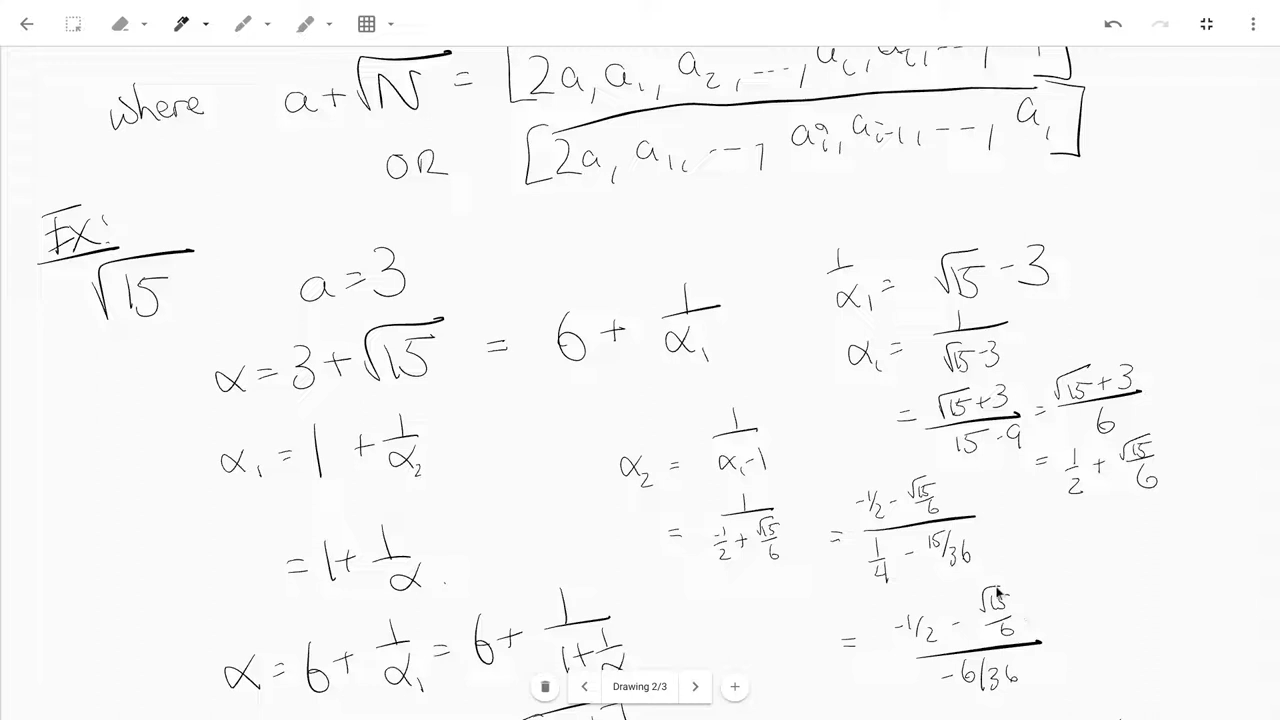 where a + √N = [2a, a₁, a₂, ---, aᵢ, aᵢ, --,
OR [2a, a₁, --, aᵢ, aᵢ₋₁, --, a₁]
Ex:
√15
a = 3
1/α₁ = √15 - 3
α = 3 + √15 = 6 + 1/α₁
α₁ = 1/(√15-3)
= (√15+3)/(15-9) = (√15+3)/6
α₁ = 1 + 1/α₂
α₂ = 1/(α₁-1)
= 1/2 + √15/6
= 1/(-1/2 + √15/6) = (-1/2 - √15/6)/(1/4 - 15/36)
= 1 + 1/α.
= (-1/2 - √15/6)/(-6/36)
α = 6 + 1/α₁ = 6 + 1/(1+1/α)
Drawing 2/3